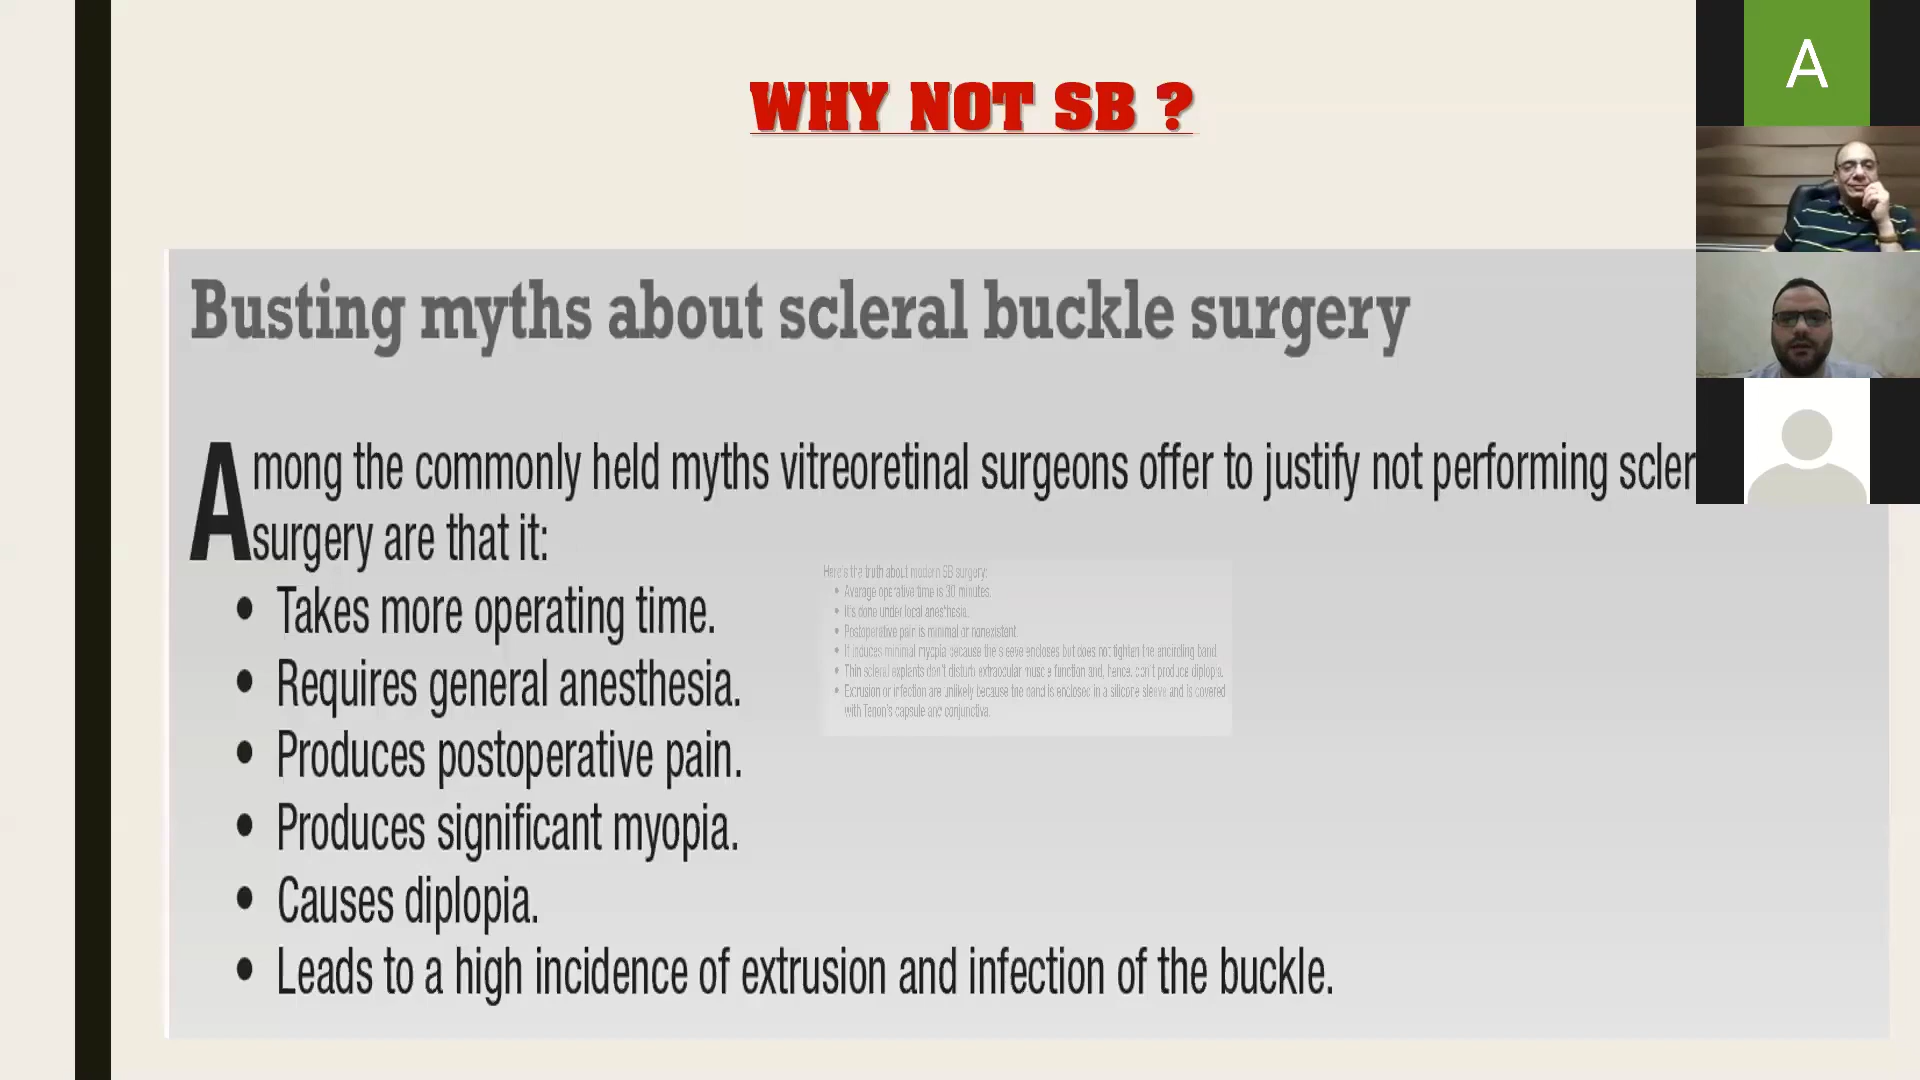 WHY NOT SB ?
A
Busting myths about scleral buckle surgery
Among the commonly held myths vitreoretinal surgeons offer to justify not performing scler
surgery are that it:
• Takes more operating time.
• Requires general anesthesia.
• Produces postoperative pain.
• Produces significant myopia.
• Causes diplopia.
• Leads to a high incidence of extrusion and infection of the buckle.
Here's the truth about modern SB surgery:
• Average operative time is 30 minutes.
• It's done under local anesthesia.
• Postoperative pain is minimal or nonexistent.
• It induces minimal myopia because the sleeve encloses but does not tighten the encircling band.
• Thin scleral explants don't disturb extraocular muscle function and, hence, don't produce diplopia.
• Extrusion or infection are unlikely because the band is enclosed in a silicone sleeve and is covered
with Tenon's capsule and conjunctiva.